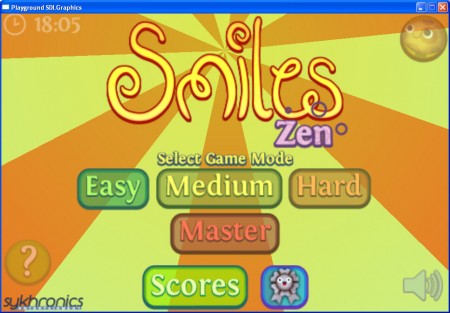 Playground SDLGraphics
18:05
Smiles
Zen
Select Game Mode
Easy Medium Hard
Master
?
Scores
sykhronics